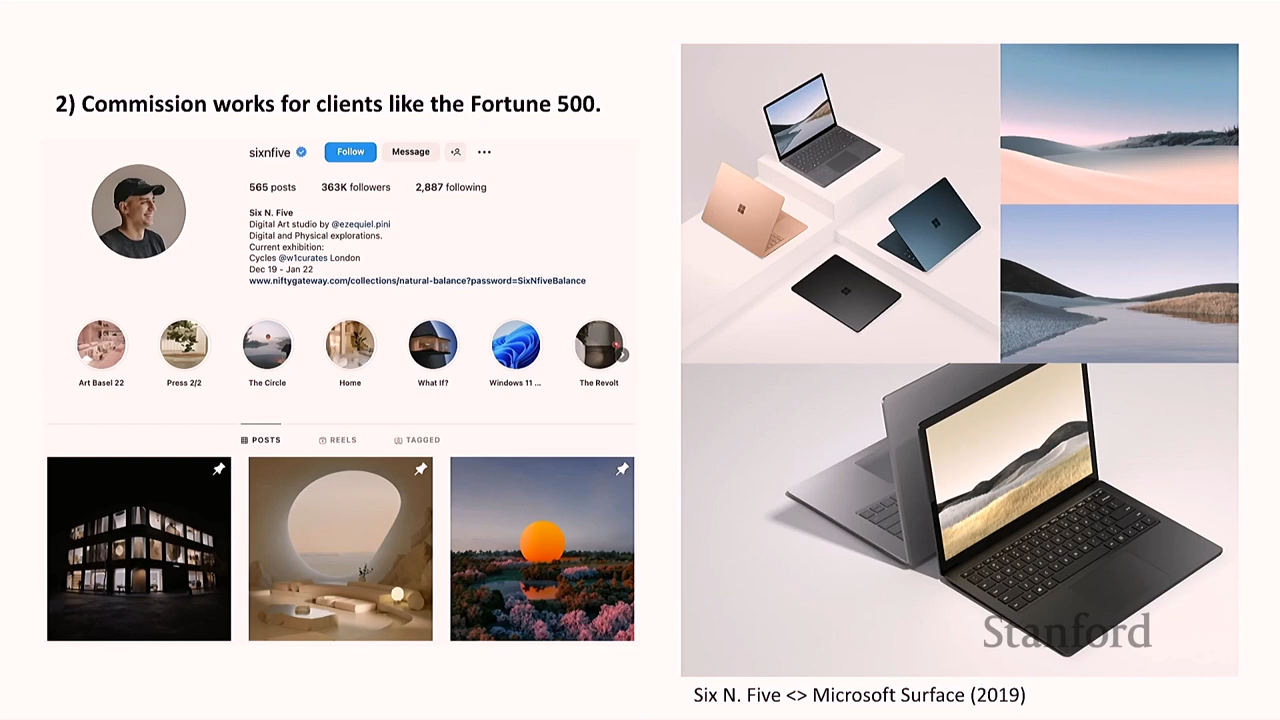 2) Commission works for clients like the Fortune 500.
sixnfive
Follow
Message
565 posts
363K followers
2,887 following
Six N. Five
Digital Art studio by @ezequiel.pini
Digital and Physical explorations.
Current exhibition:
Cycles @w1curates London
Dec 19 - Jan 22
www.niftygateway.com/collections/natural-balance?password=SixNfiveBalance
Art Basel 22
Press 2/2
The Circle
Home
What If?
Windows 11 ...
The Revolt
POSTS
REELS
TAGGED
Stanford
Six N. Five <> Microsoft Surface (2019)